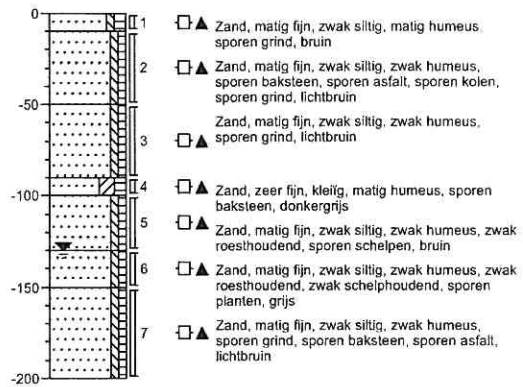 0
1
Zand, matig fijn, zwak siltig, matig humeus
sporen grind, bruin
2
Zand, matig fijn, zwak siltig, zwak humeus,
sporen baksteen, sporen asfalt, sporen kolen,
sporen grind, lichtbruin
-50
3
Zand, matig fijn, zwak siltig, zwak humeus,
sporen grind, lichtbruin
-100
4
Zand, zeer fijn, kleiïg, matig humeus, sporen
baksteen, donkergrijs
5
Zand, matig fijn, zwak siltig, zwak humeus, zwak
roesthoudend, sporen schelpen, bruin
6
Zand, matig fijn, zwak siltig, zwak humeus, zwak
roesthoudend, zwak schelphoudend, sporen
planten, grijs
-150
7
Zand, matig fijn, zwak siltig, zwak humeus,
sporen grind, sporen baksteen, sporen asfalt,
lichtbruin
-200